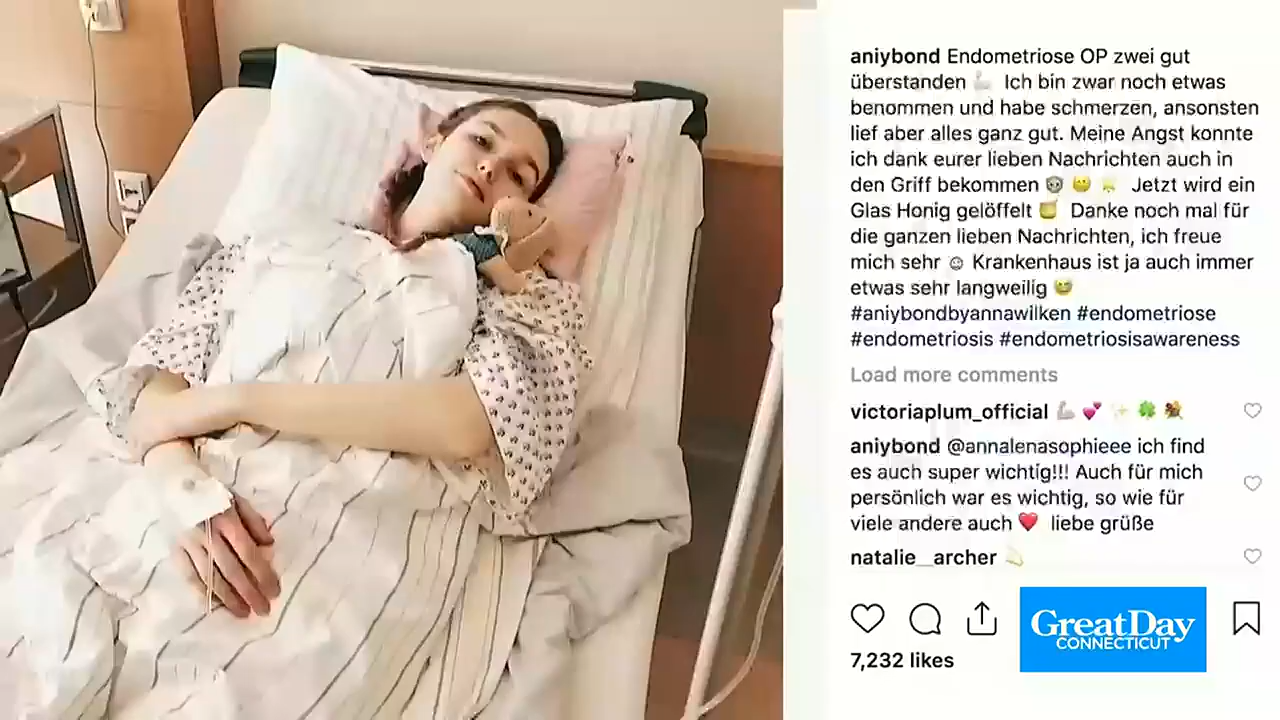 aniybond Endometriose OP zwei gut
überstanden 🦾 Ich bin zwar noch etwas
benommen und habe schmerzen, ansonsten
lief aber alles ganz gut. Meine Angst konnte
ich dank eurer lieben Nachrichten auch in
den Griff bekommen 🐵 😬 🌟 Jetzt wird ein
Glas Honig gelöffelt 🍯 Danke noch mal für
die ganzen lieben Nachrichten, ich freue
mich sehr ☺ Krankenhaus ist ja auch immer
etwas sehr langweilig 😅
#aniybondbyannawilken #endometriose
#endometriosis #endometriosisawareness
Load more comments
victoriaplum_official 💪 💕 ✨ 🍀 💐
aniybond @annalenasophieee ich find
es auch super wichtig!!! Auch für mich
persönlich war es wichtig, so wie für
viele andere auch ❤️ liebe grüße
natalie__archer 💫
GreatDay
CONNECTICUT
7,232 likes